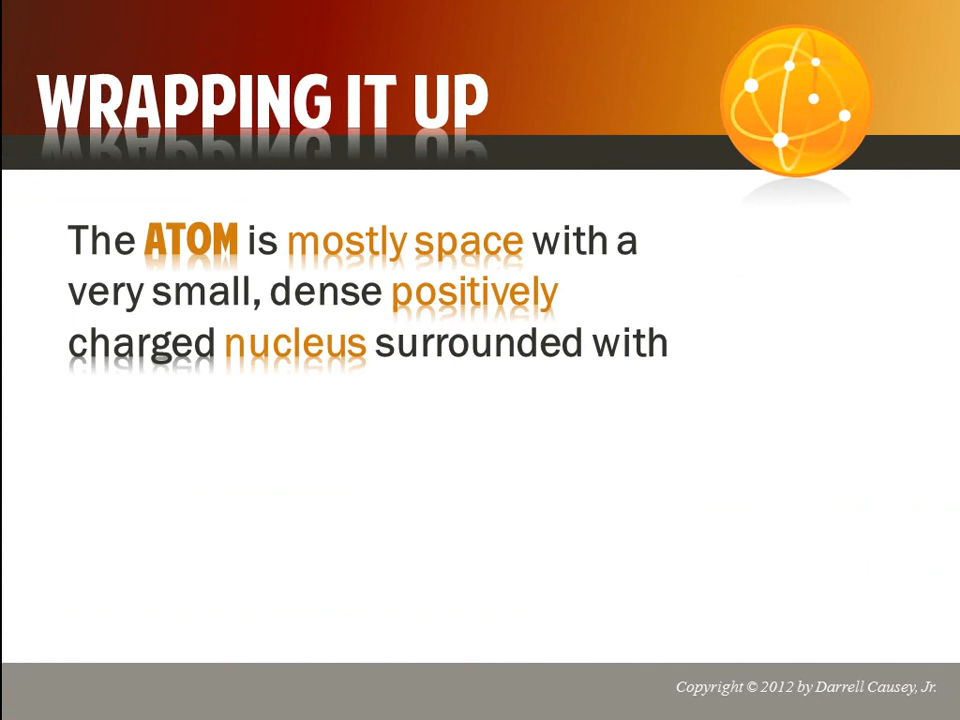 WRAPPING IT UP
The ATOM is mostly space with a
very small, dense positively
charged nucleus surrounded with
Copyright © 2012 by Darrell Causey, Jr.